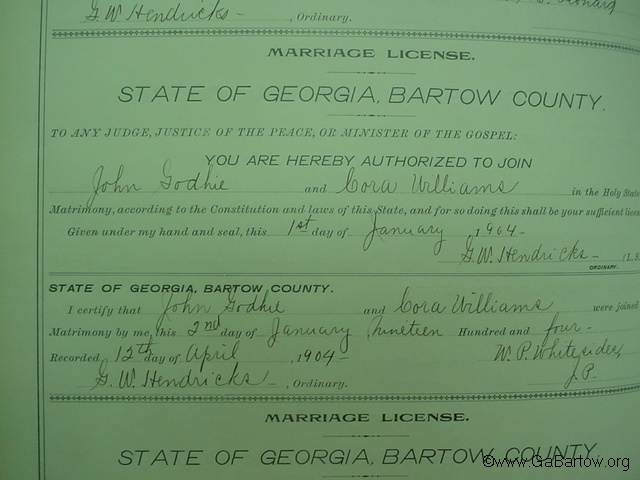 G.W. Hendricks - , Ordinary.
MARRIAGE LICENSE.
STATE OF GEORGIA, BARTOW COUNTY.
TO ANY JUDGE, JUSTICE OF THE PEACE, OR MINISTER OF THE GOSPEL:
YOU ARE HEREBY AUTHORIZED TO JOIN
John Godhie and Cora Williams in the Holy State
Matrimony, according to the Constitution and laws of this State, and for so doing this shall be your sufficient licen
Given under my hand and seal, this 1st day of January , 1904-
G.W. Hendricks - (L.S.
ORDINARY.
STATE OF GEORGIA, BARTOW COUNTY.
I certify that John Godhie and Cora Williams were joined
Matrimony by me, this 2nd day of January Nineteen Hundred and four-
Recorded 12th day of April , 1904- W.P. Whitesides,
G. W. Hendricks - , Ordinary. J.P.
MARRIAGE LICENSE.
STATE OF GEORGIA, BARTOW COUNTY.
©www.GaBartow.org